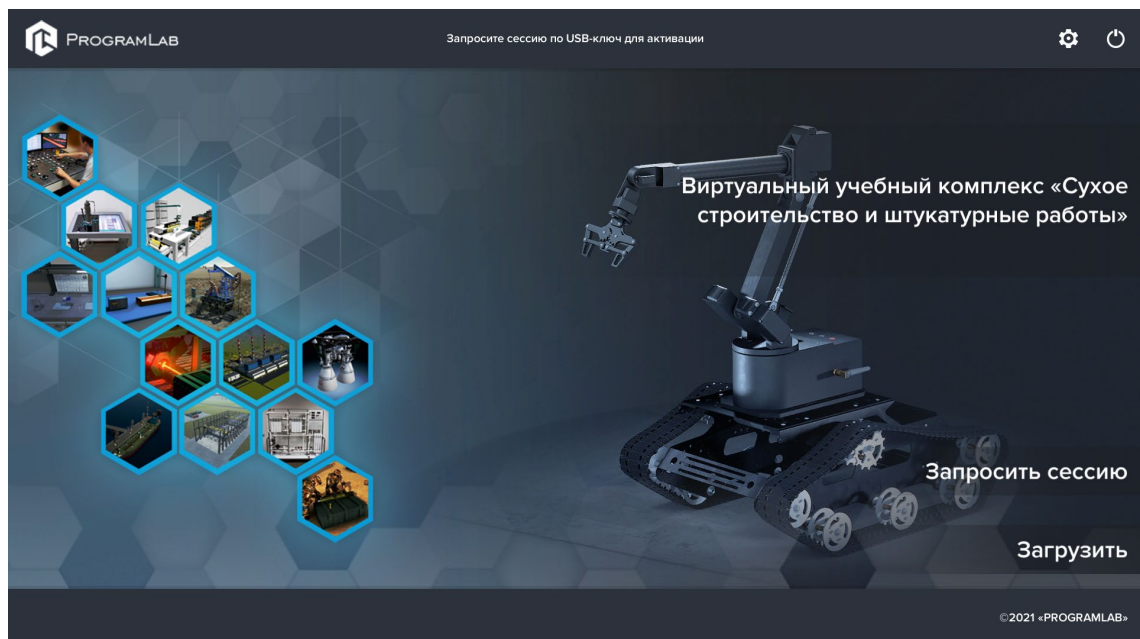 PROGRAMLAB
Запросите сессию по USB-ключ для активации
Виртуальный учебный комплекс «Сухое
строительство и штукатурные работы»
Запросить сессию
Загрузить
©2021 «PROGRAMLAB»